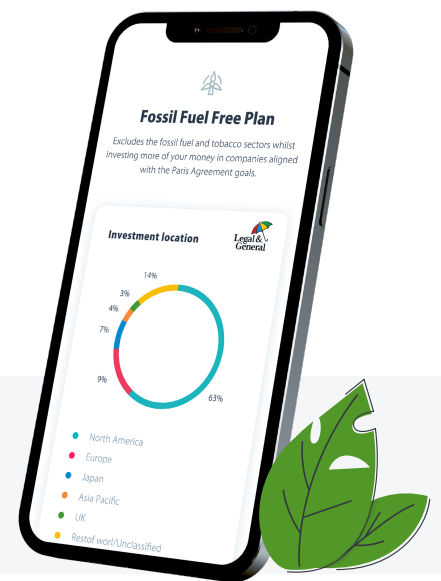 Fossil Fuel Free Plan
Excludes the fossil fuel and tobacco sectors whilst
investing more of your money in companies aligned
with the Paris Agreement goals.
Investment location
Legal &
General
14%
3%
4%
7%
9%
63%
North America
Europe
Japan
Asia Pacific
UK
Restof worl/Unclassified